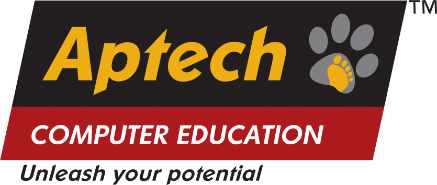 Aptech ™
COMPUTER EDUCATION
Unleash your potential